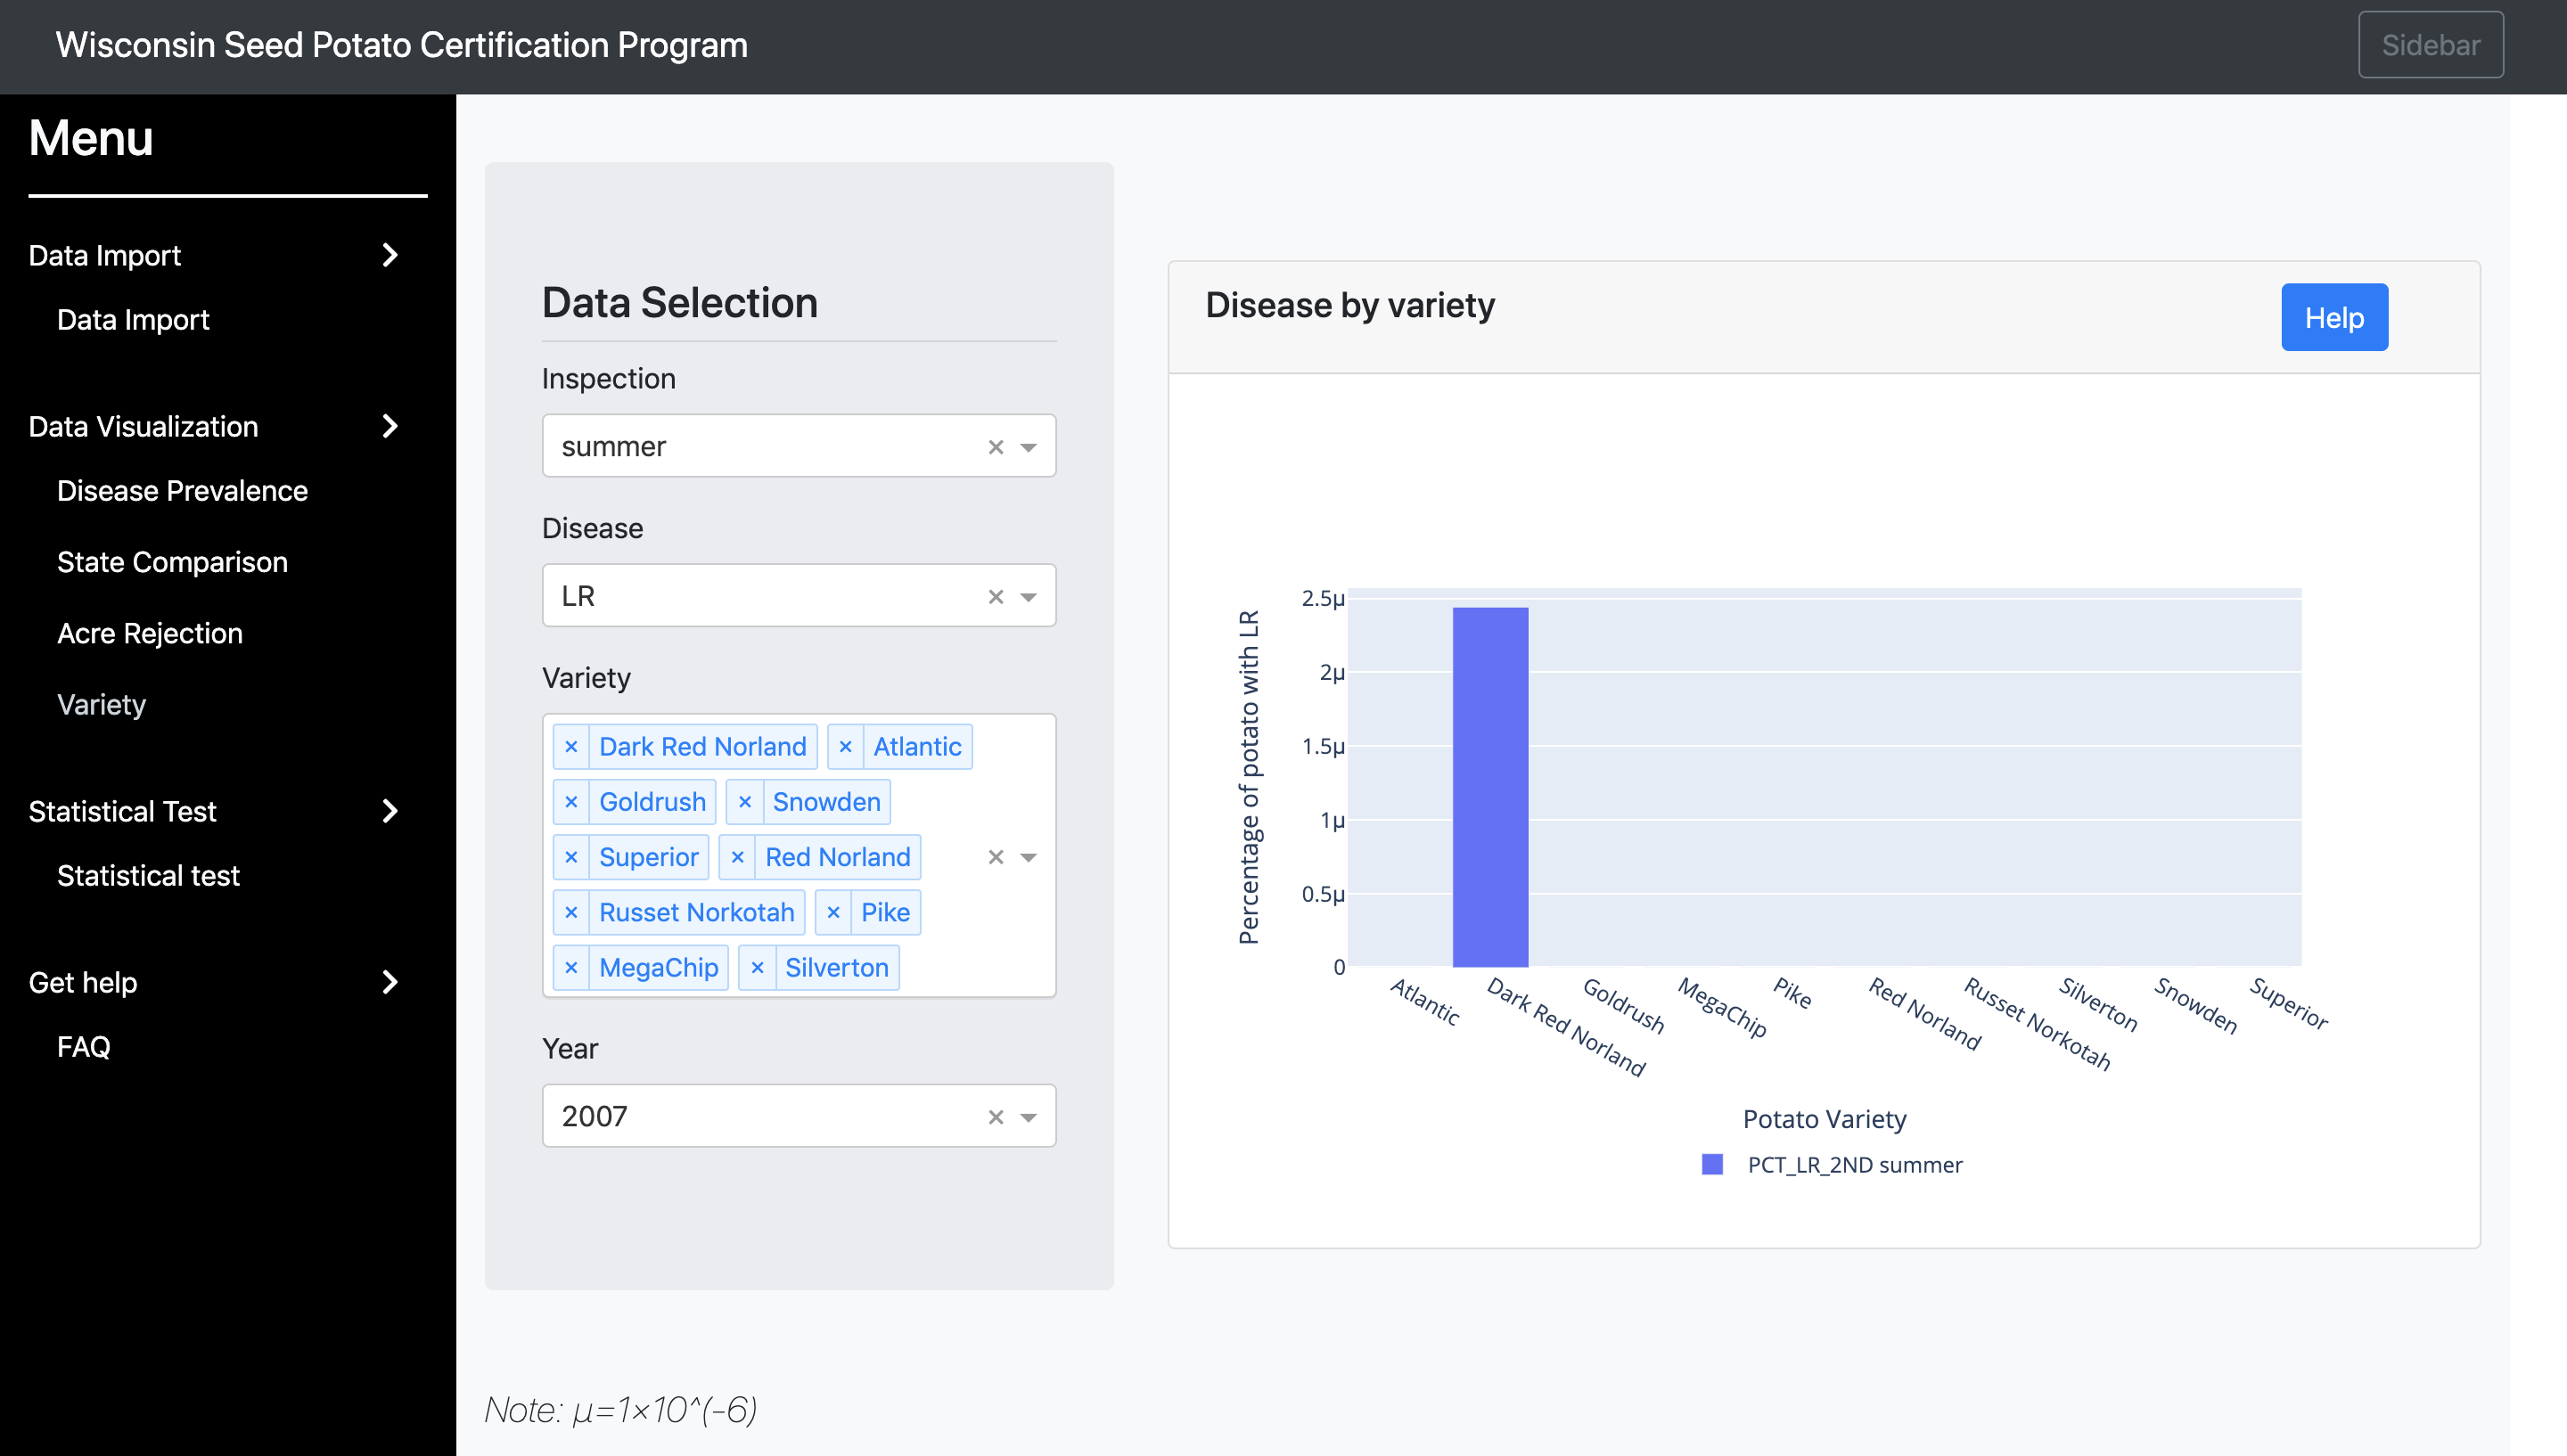 Wisconsin Seed Potato Certification Program
Sidebar
Menu
Data Import
Data Import
Data Visualization
Disease Prevalence
State Comparison
Acre Rejection
Variety
Statistical Test
Statistical test
Get help
FAQ
Data Selection
Inspection
summer
Disease
LR
Variety
× Dark Red Norland × Atlantic
× Goldrush × Snowden
× Superior × Red Norland
× Russet Norkotah × Pike
× MegaChip × Silverton
Year
2007
Disease by variety
Help
Percentage of potato with LR
2.5μ
2μ
1.5μ
1μ
0.5μ
0
Atlantic
Dark Red Norland
Goldrush
MegaChip
Pike
Red Norland
Russet Norkotah
Silverton
Snowden
Superior
Potato Variety
PCT_LR_2ND summer
Note: μ=1×10^(-6)